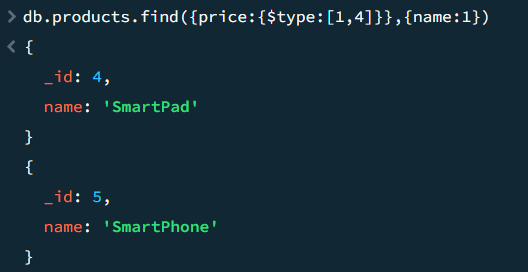 > db.products.find({price:{$type:[1,4]}},{name:1})
< {
_id: 4,
name: 'SmartPad'
}
{
_id: 5,
name: 'SmartPhone'
}